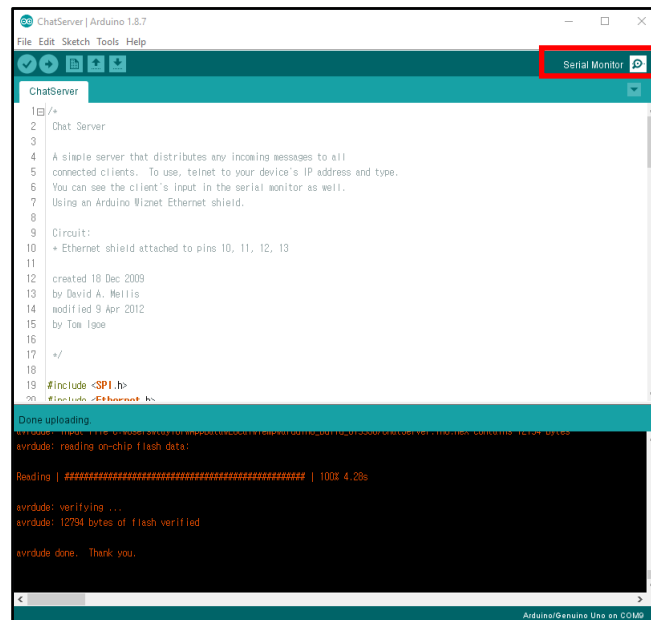 ChatServer | Arduino 1.8.7
File Edit Sketch Tools Help
Serial Monitor
ChatServer
1 /*
2 Chat Server
3
4 A simple server that distributes any incoming messages to all
5 connected clients. To use, telnet to your device's IP address and type.
6 You can see the client's input in the serial monitor as well.
7 Using an Arduino Wiznet Ethernet shield.
8
9 Circuit:
10 * Ethernet shield attached to pins 10, 11, 12, 13
11
12 created 18 Dec 2009
13 by David A. Mellis
14 modified 9 Apr 2012
15 by Tom Igoe
16
17 */
18
19 #include <SPI.h>
20 #include <Ethernet.h>
Done uploading.
avrdude: reading on-chip flash data:
Reading | ################################################## | 100% 4.28s
avrdude: verifying ...
avrdude: 12794 bytes of flash verified
avrdude done. Thank you.
Arduino/Genuino Uno on COM9